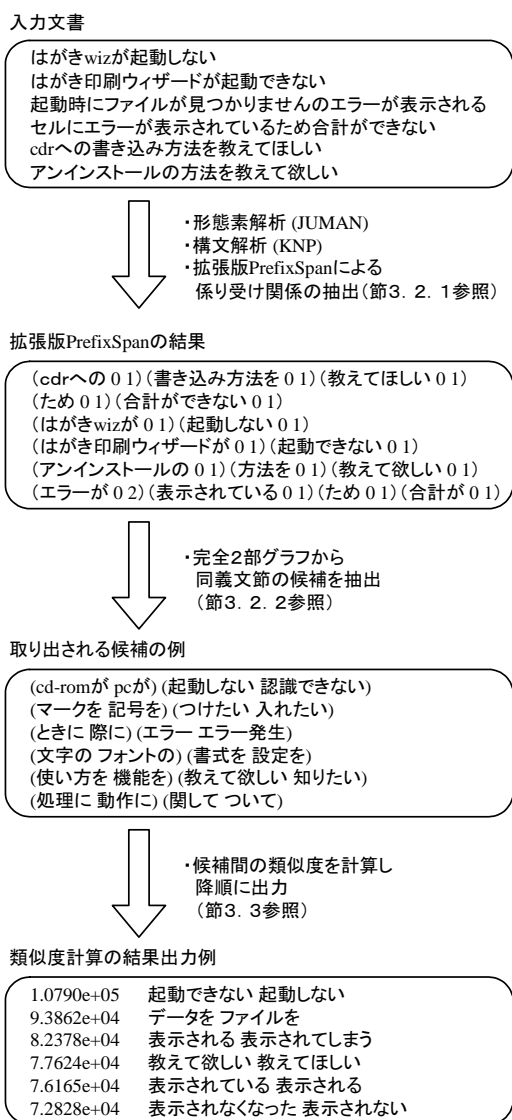 入力文書
はがきwizが起動しない
はがき印刷ウィザードが起動できない
起動時にファイルが見つかりませんのエラーが表示される
セルにエラーが表示されているため合計ができない
cdrへの書き込み方法を教えてほしい
アンインストールの方法を教えて欲しい
・形態素解析 (JUMAN)
・構文解析 (KNP)
・拡張版PrefixSpanによる
係り受け関係の抽出(節3．2．1参照)
拡張版PrefixSpanの結果
(cdrへの 0 1) (書き込み方法を 0 1) (教えてほしい 0 1)
(ため 0 1) (合計ができない 0 1)
(はがきwizが 0 1) (起動しない 0 1)
(はがき印刷ウィザードが 0 1) (起動できない 0 1)
(アンインストールの 0 1) (方法を 0 1) (教えて欲しい 0 1)
(エラーが 0 2) (表示されている 0 1) (ため 0 1) (合計が 0 1)
・完全2部グラフから
同義文節の候補を抽出
(節3．2．2参照)
取り出される候補の例
(cd-romが pcが) (起動しない 認識できない)
(マークを 記号を) (つけたい 入れたい)
(ときに 際に) (エラー エラー発生)
(文字の フォントの) (書式を 設定を)
(使い方を 機能を) (教えて欲しい 知りたい)
(処理に 動作に) (関して ついて)
・候補間の類似度を計算し
降順に出力
(節3．3参照)
類似度計算の結果出力例
1.0790e+05 起動できない 起動しない
9.3862e+04 データを ファイルを
8.2378e+04 表示される 表示されてしまう
7.7624e+04 教えて欲しい 教えてほしい
7.6165e+04 表示されている 表示される
7.2828e+04 表示されなくなった 表示されない